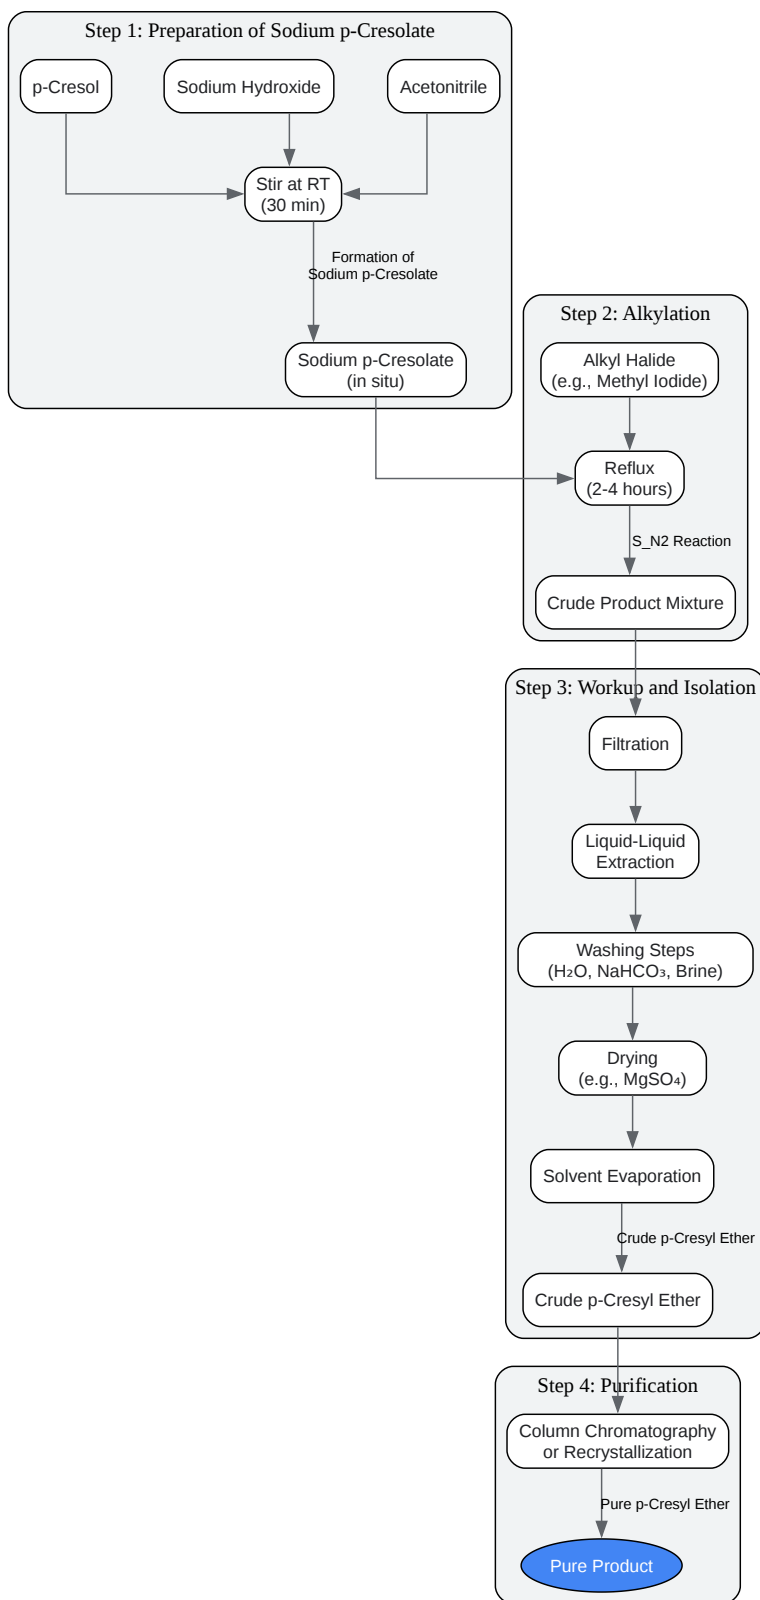 Step 1: Preparation of Sodium p-Cresolate
p-Cresol
Sodium Hydroxide
Acetonitrile
Stir at RT
(30 min)
Formation of
Sodium p-Cresolate
Sodium p-Cresolate
(in situ)
Step 2: Alkylation
Alkyl Halide
(e.g., Methyl Iodide)
Reflux
(2-4 hours)
S_N2 Reaction
Crude Product Mixture
Step 3: Workup and Isolation
Filtration
Liquid-Liquid
Extraction
Washing Steps
(H₂O, NaHCO₃, Brine)
Drying
(e.g., MgSO₄)
Solvent Evaporation
Crude p-Cresyl Ether
Crude p-Cresyl Ether
Step 4: Purification
Column Chromatography
or Recrystallization
Pure p-Cresyl Ether
Pure Product